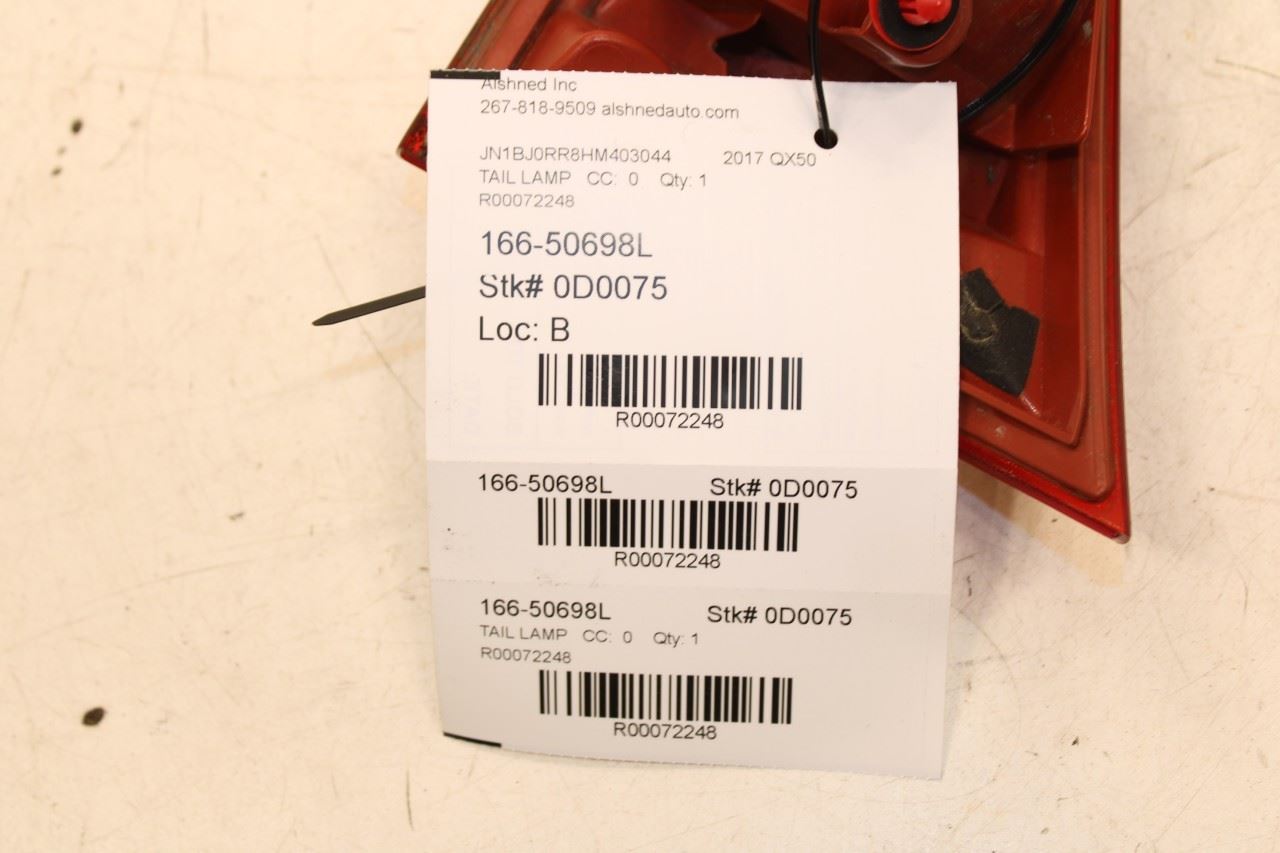 Alshned Inc
267-818-9509 alshnedauto.com
JN1BJ0RR8HM403044 2017 QX50
TAIL LAMP CC: 0 Qty: 1
R00072248
166-50698L
Stk# 0D0075
Loc: B
R00072248
166-50698L Stk# 0D0075
R00072248
166-50698L Stk# 0D0075
TAIL LAMP CC: 0 Qty: 1
R00072248
R00072248